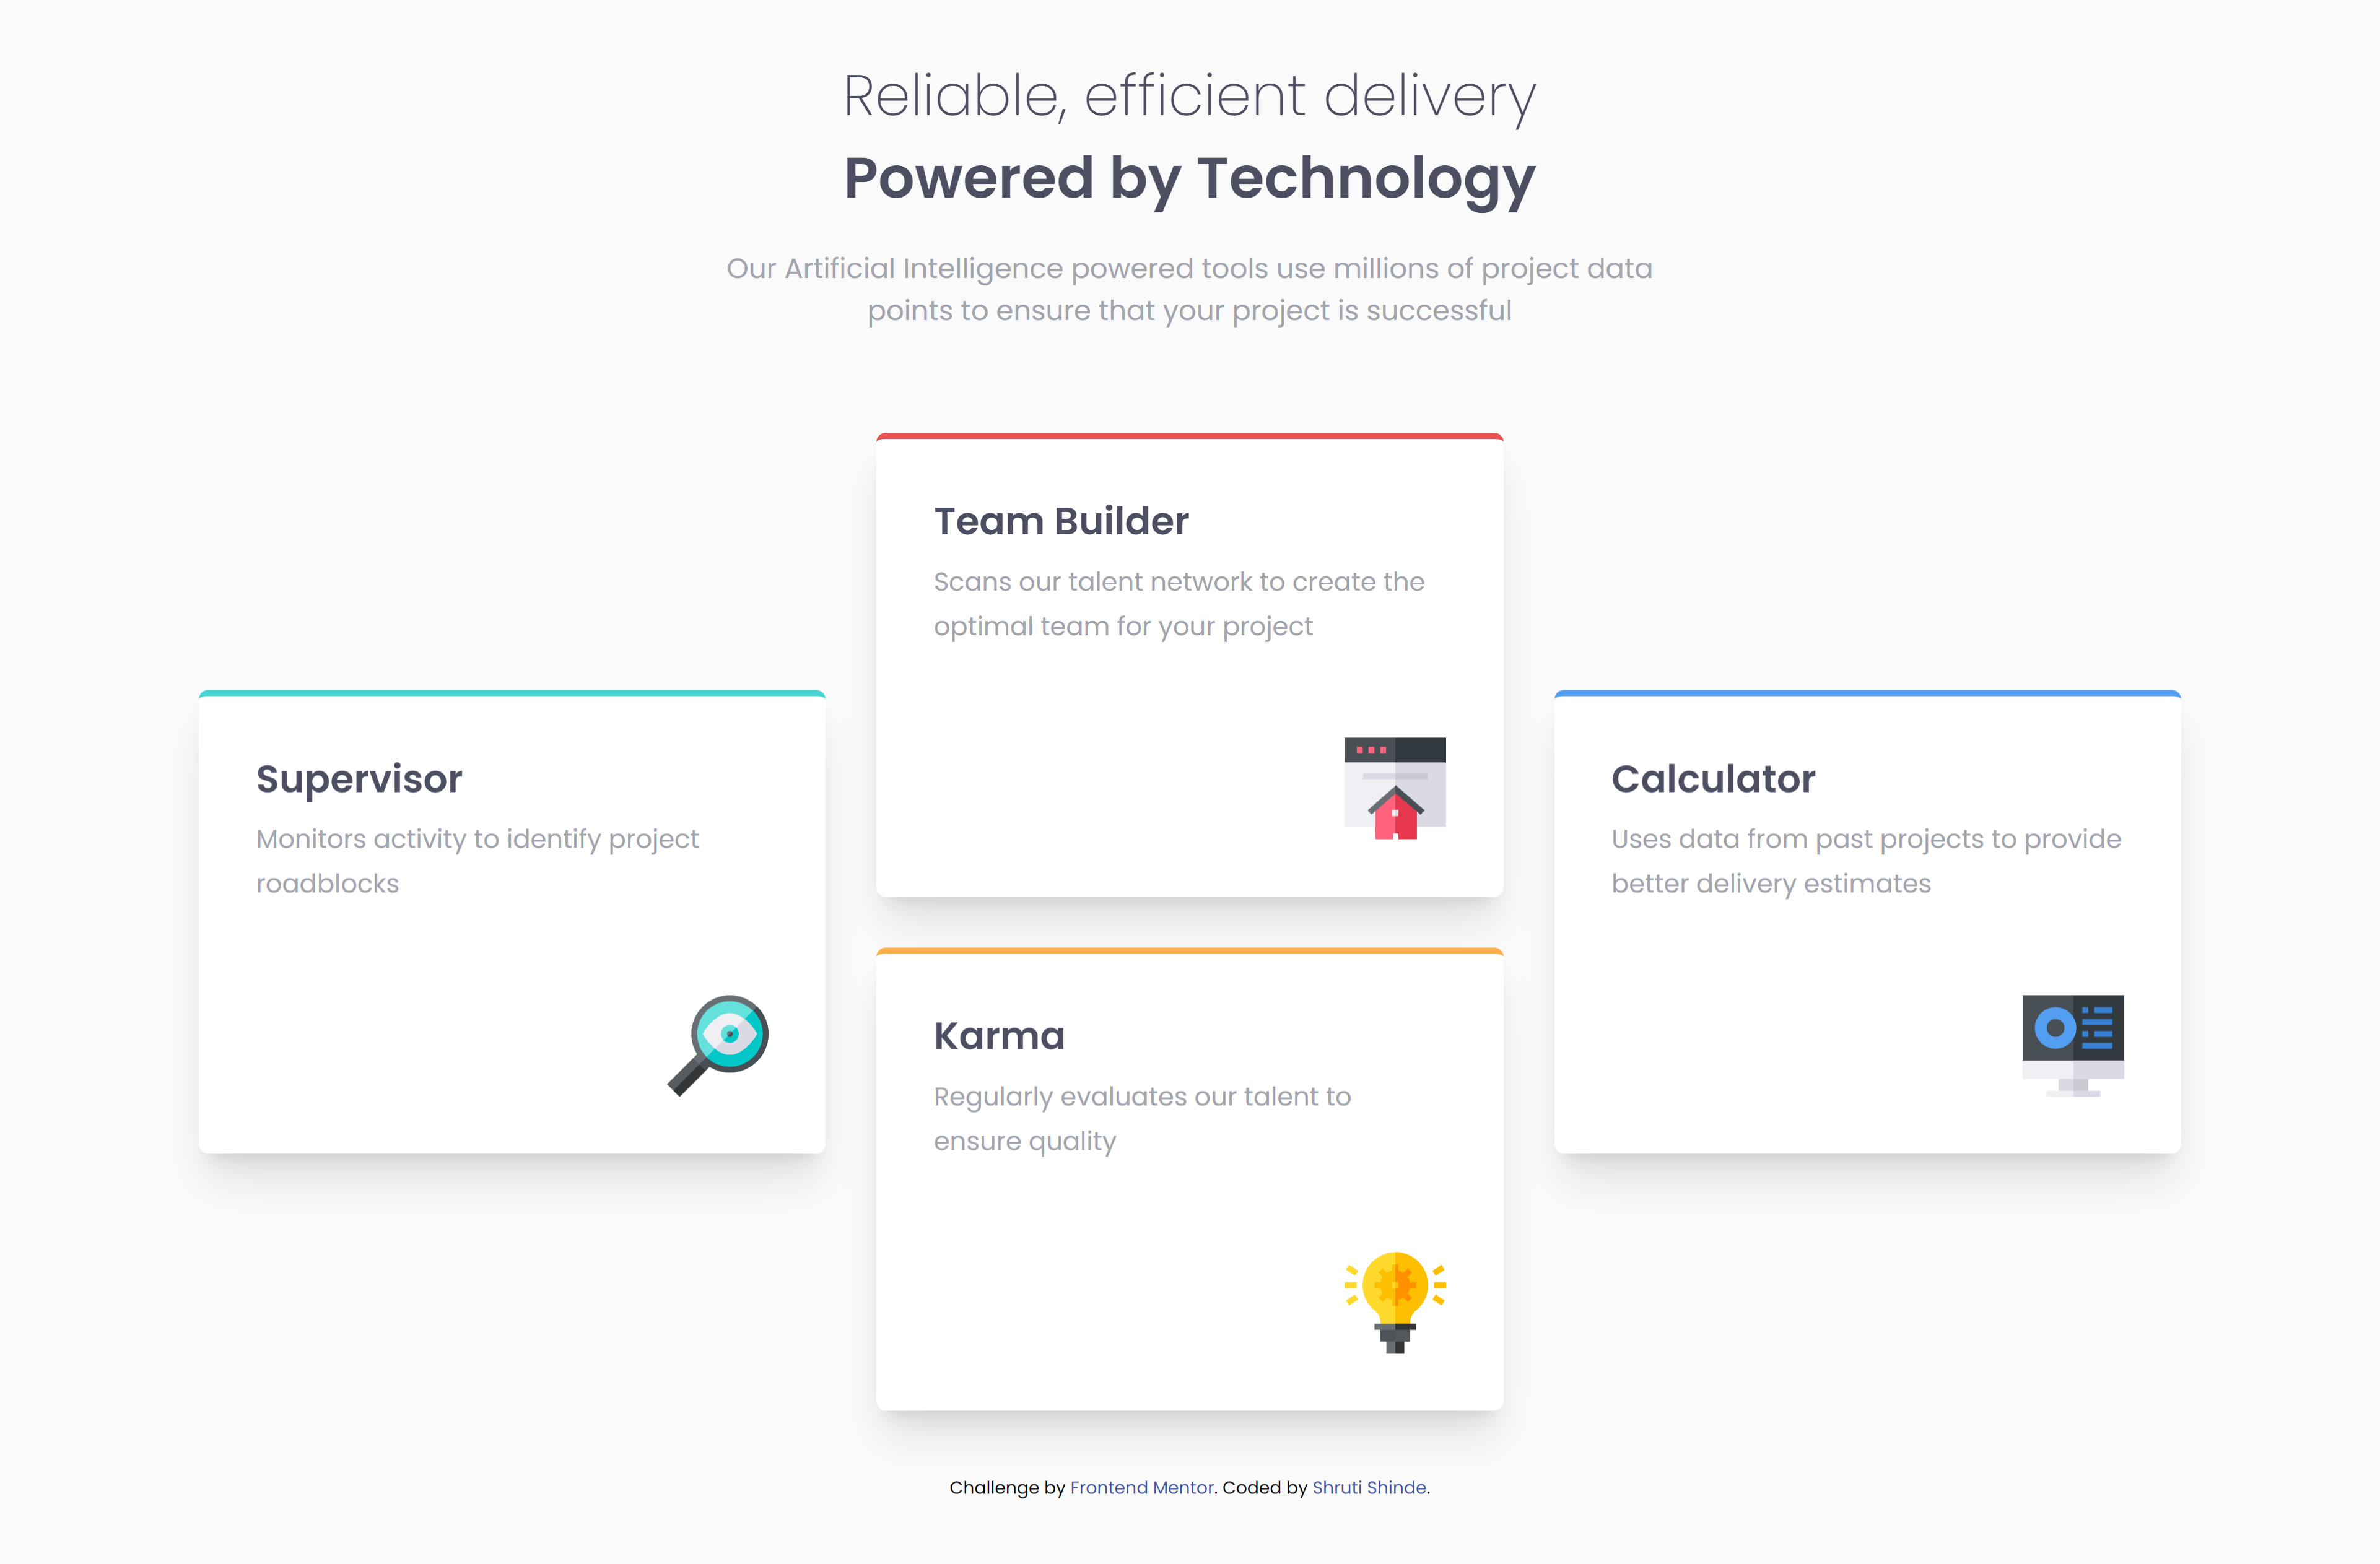 Reliable, efficient delivery
Powered by Technology
Our Artificial Intelligence powered tools use millions of project data
points to ensure that your project is successful
Team Builder
Scans our talent network to create the
optimal team for your project
Supervisor
Monitors activity to identify project
roadblocks
Calculator
Uses data from past projects to provide
better delivery estimates
Karma
Regularly evaluates our talent to
ensure quality
Challenge by Frontend Mentor. Coded by Shruti Shinde.